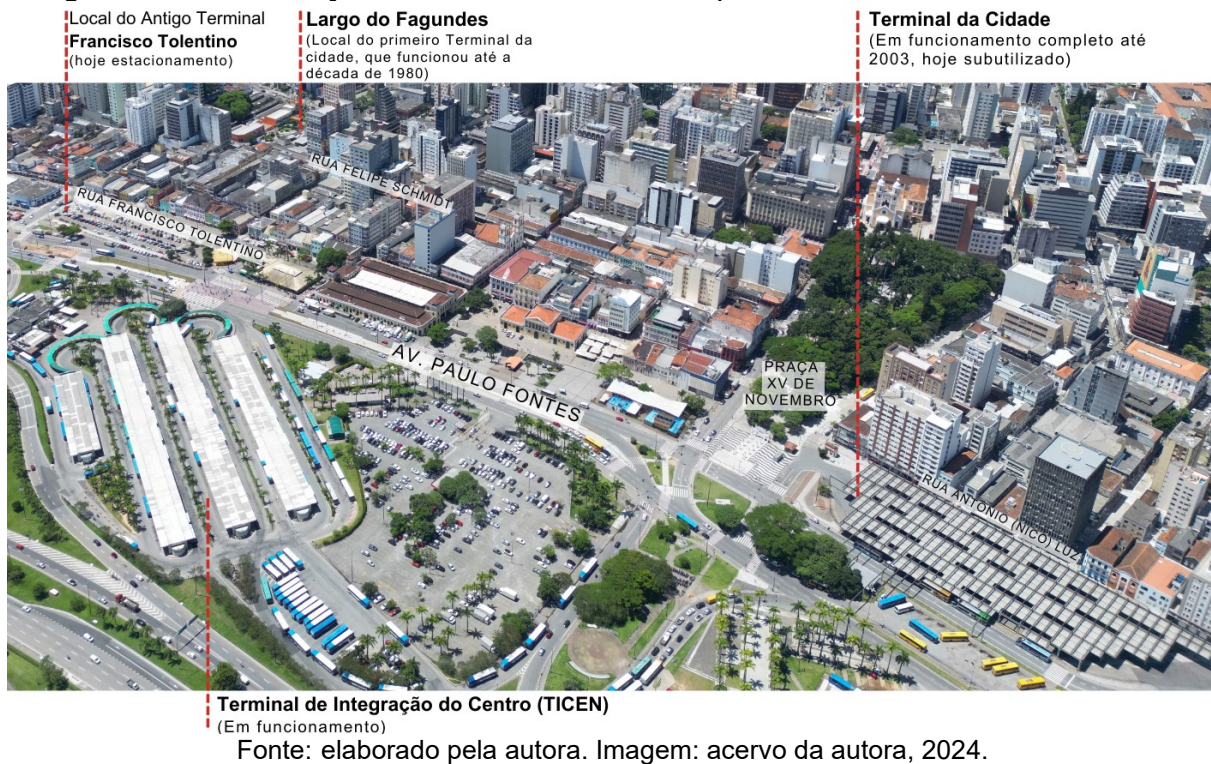 Local do Antigo Terminal
Francisco Tolentino
(hoje estacionamento)
Largo do Fagundes
(Local do primeiro Terminal da
cidade, que funcionou até a
década de 1980)
Terminal da Cidade
(Em funcionamento completo até
2003, hoje subutilizado)
RUA FELIPE SCHMIDT
RUA FRANCISCO TOLENTINO
AV. PAULO FONTES
PRAÇA
XV DE
NOVEMBRO
RUA ANTONIO (NICO) LUZ
Terminal de Integração do Centro (TICEN)
(Em funcionamento)
Fonte: elaborado pela autora. Imagem: acervo da autora, 2024.